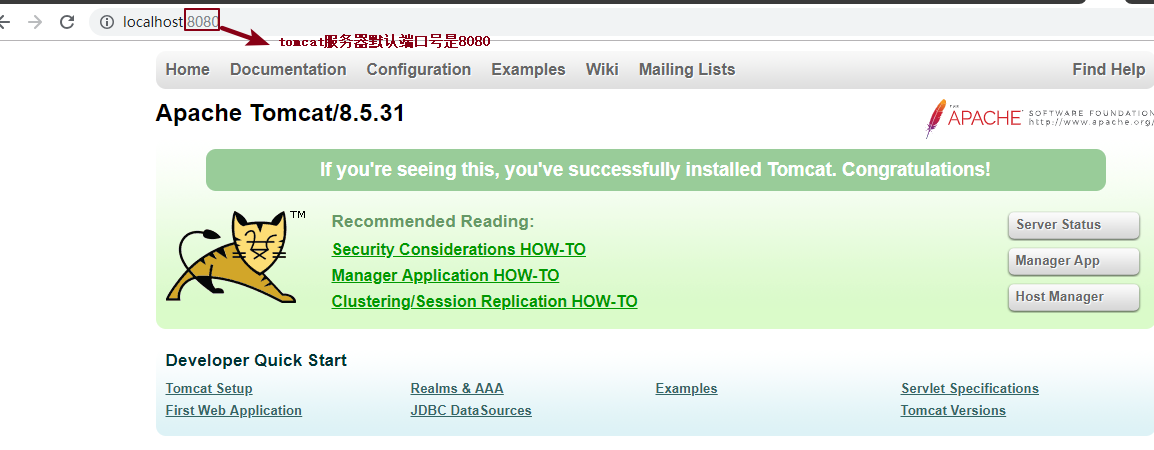 localhost:8080
tomcat服务器默认端口号是8080
Home Documentation Configuration Examples Wiki Mailing Lists Find Help
Apache Tomcat/8.5.31
THE
APACHE SOFTWARE FOUNDATION
http://www.apache.org/
If you're seeing this, you've successfully installed Tomcat. Congratulations!
TM
Recommended Reading:
Security Considerations HOW-TO
Manager Application HOW-TO
Clustering/Session Replication HOW-TO
Server Status
Manager App
Host Manager
Developer Quick Start
Tomcat Setup Realms & AAA Examples Servlet Specifications
First Web Application JDBC DataSources Tomcat Versions